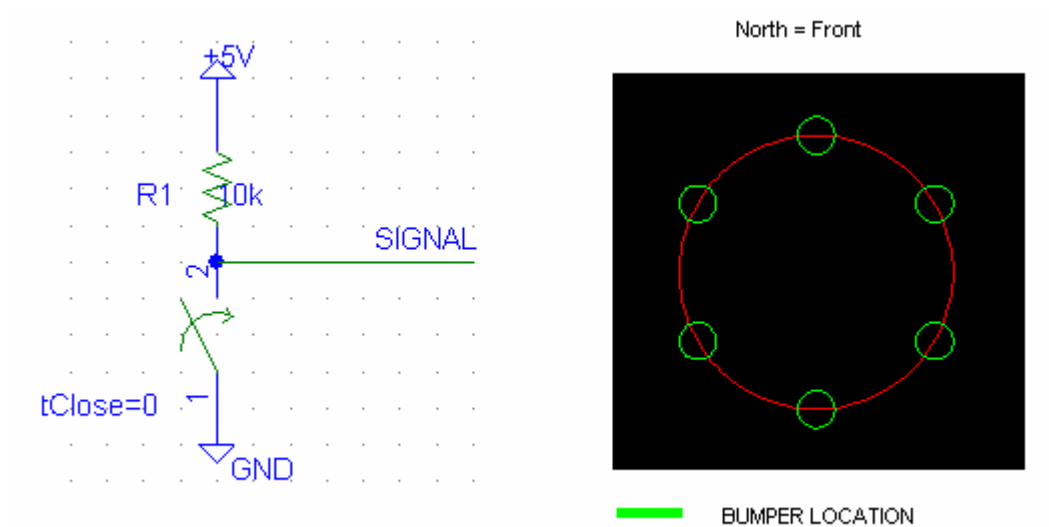 +5V
R1
10k
SIGNAL
2
tClose=0
1
GND
North = Front
BUMPER LOCATION